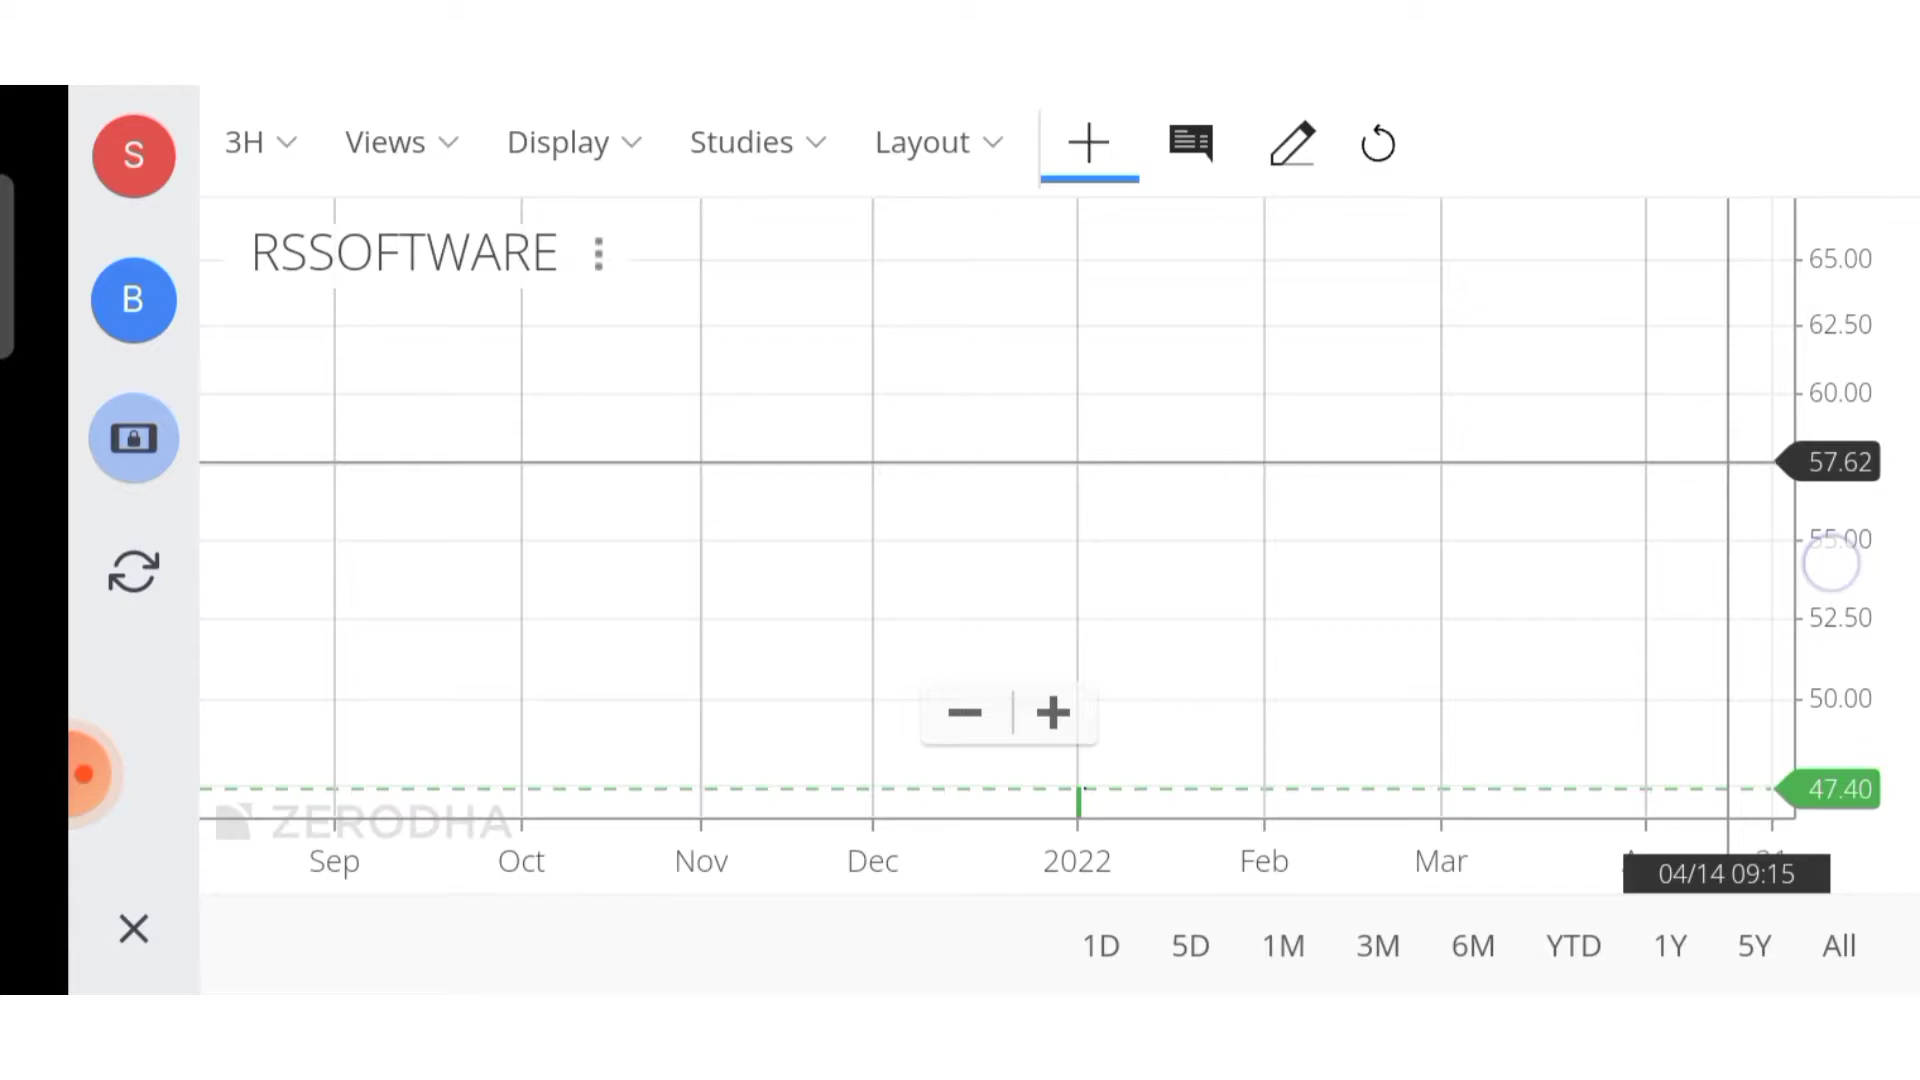 S
3H Views Display Studies Layout
RSSOFTWARE
B
65.00
62.50
60.00
57.62
55.00
52.50
50.00
47.40
ZERODHA
Sep Oct Nov Dec 2022 Feb Mar
04/14 09:15
1D 5D 1M 3M 6M YTD 1Y 5Y All